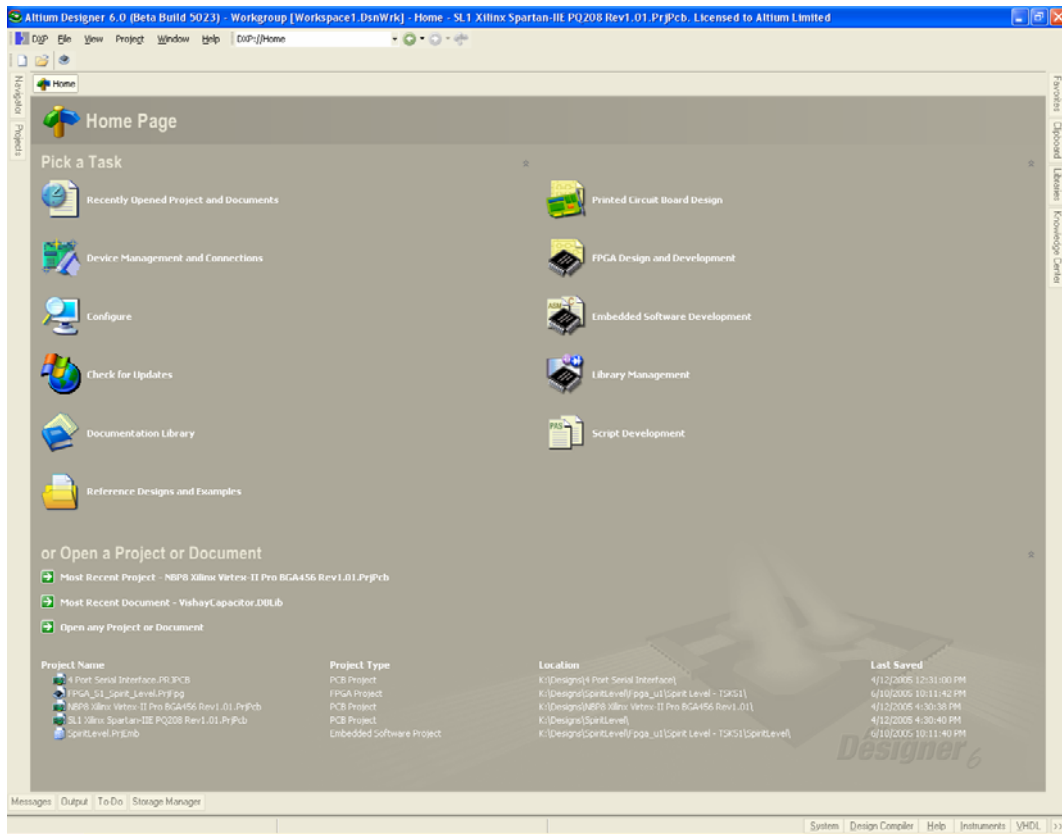 Altium Designer 6.0 (Beta Build 5023) - Workgroup [Workspace1.DsnWrk] - Home - SL1 Xilinx Spartan-IIE PQ208 Rev1.01.PrjPcb. Licensed to Altium Limited
DXP File View Project Window Help DXP://Home
Home
Navigator
Projects
Favorites
Clipboard
Libraries
Knowledge Center
Home Page
Pick a Task
Recently Opened Project and Documents
Printed Circuit Board Design
Device Management and Connections
FPGA Design and Development
Configure
Embedded Software Development
Check for Updates
Library Management
Documentation Library
Script Development
Reference Designs and Examples
or Open a Project or Document
Most Recent Project - NBP8 Xilinx Virtex-II Pro BGA456 Rev1.01.PrjPcb
Most Recent Document - VishayCapacitor.DBLib
Open any Project or Document
Project Name Project Type Location Last Saved
4 Port Serial Interface.PRJPCB PCB Project K:\Designs\4 Port Serial Interface\ 4/12/2005 12:31:00 PM
FPGA_51_Spirit_Level.PrjFpg FPGA Project K:\Designs\SpiritLevel\Fpga_u1\Spirit Level - TSK51\ 6/10/2005 10:11:42 PM
NBP8 Xilinx Virtex-II Pro BGA456 Rev1.01.PrjPcb PCB Project K:\Designs\NBP8 Xilinx Virtex-II Pro BGA456 Rev1.01\ 4/12/2005 4:30:38 PM
SL1 Xilinx Spartan-IIE PQ208 Rev1.01.PrjPcb PCB Project K:\Designs\SpiritLevel\ 4/12/2005 4:30:40 PM
SpiritLevel.PrjEmb Embedded Software Project K:\Designs\SpiritLevel\Fpga_u1\Spirit Level - TSK51\SpiritLevel\ 6/10/2005 10:11:40 PM
Designer 6
Messages Output To-Do Storage Manager
System Design Compiler Help Instruments VHDL >>